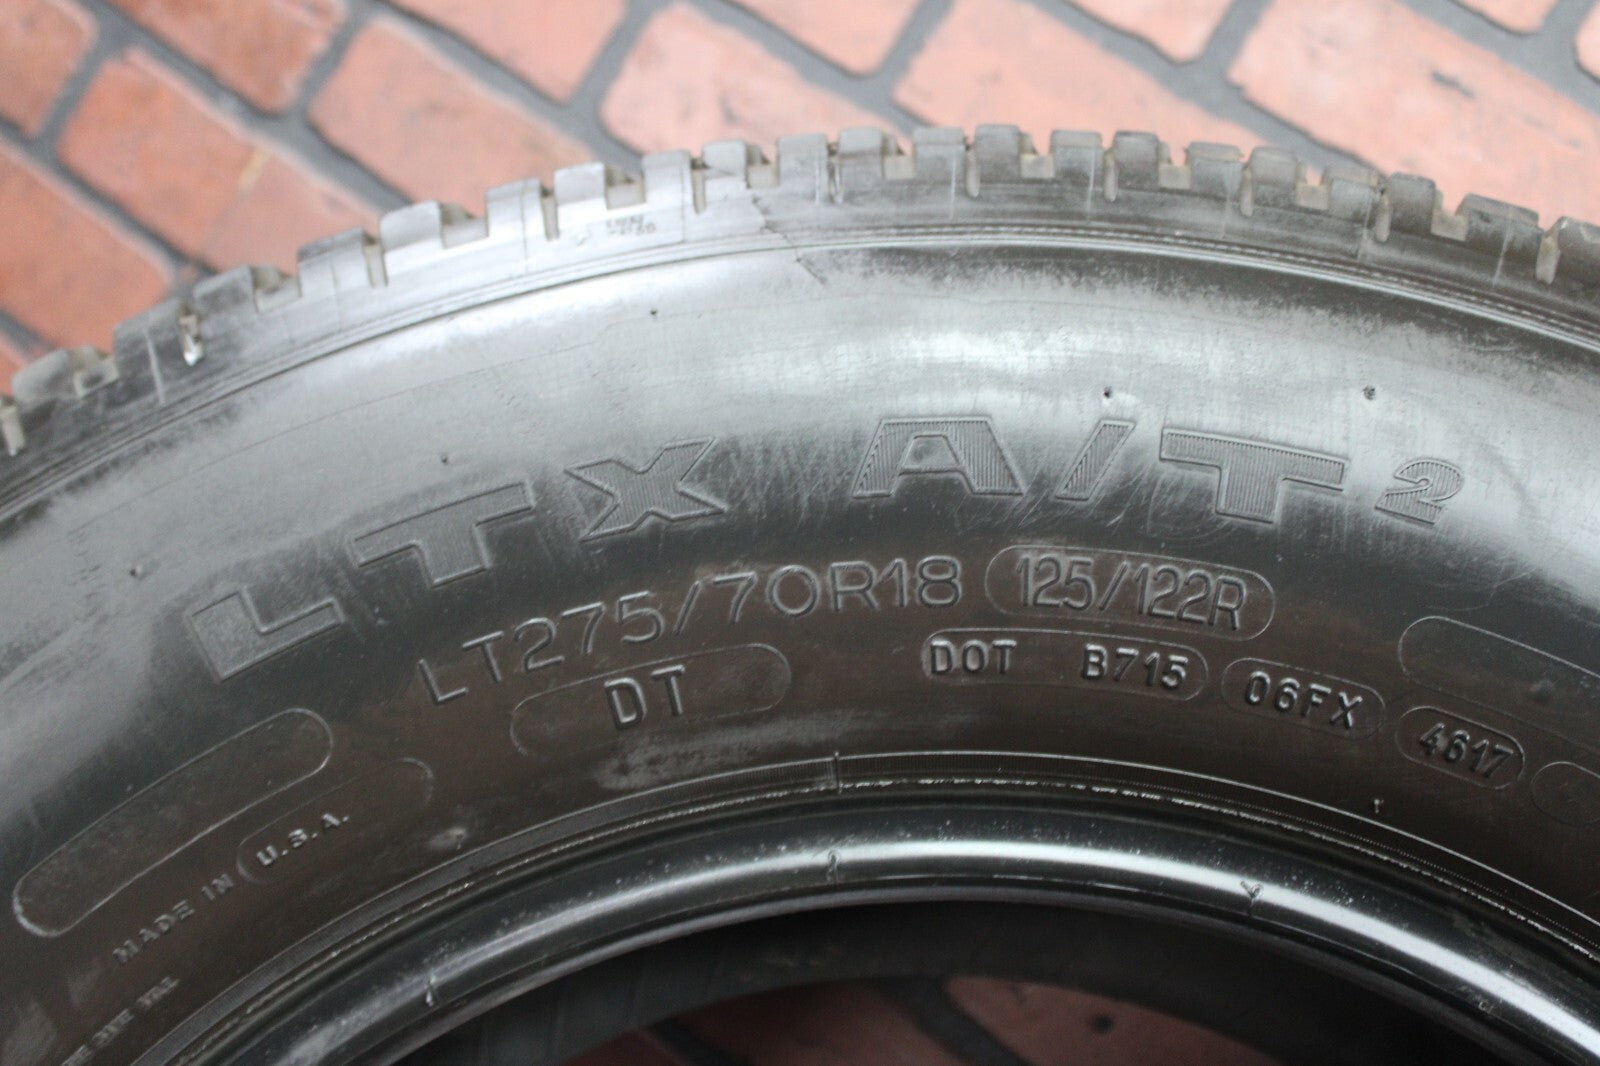 LTX A/T2
LT275/70R18 125/122R
DT
DOT B715 06FX 4617
MADE IN U.S.A.